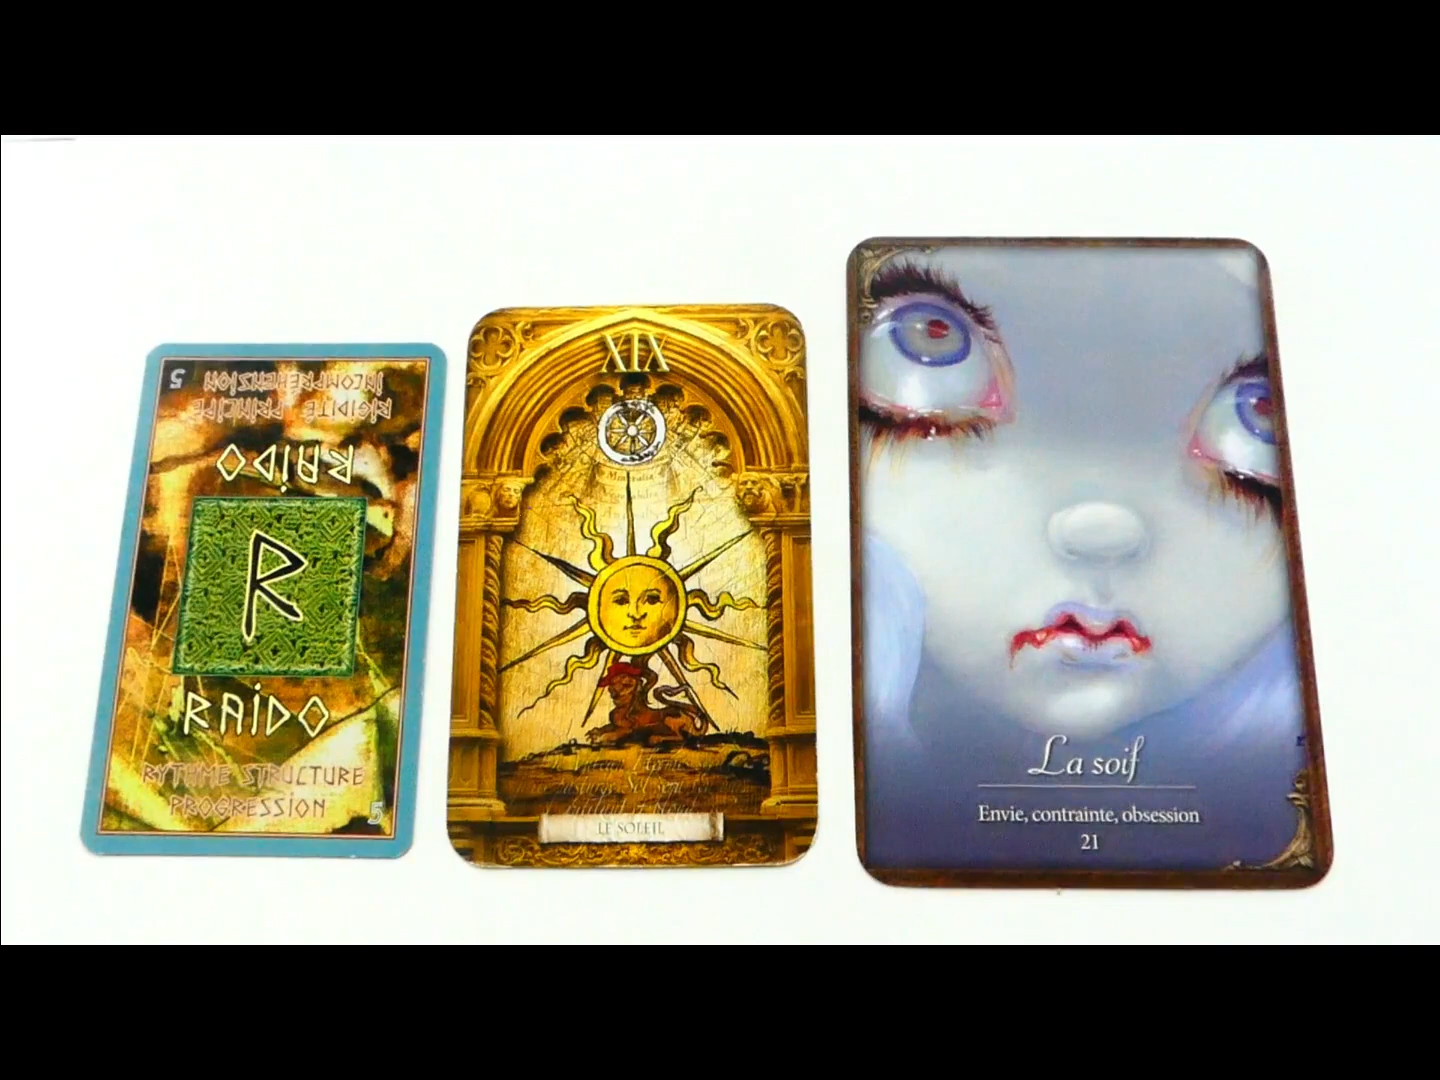 5
RIGIDITÉ PRINCIPE
INCOMPRÉHENSION
RAIDO
R
RAIDO
RYTHME STRUCTURE
PROGRESSION
5
XIX
LE SOLEIL
La soif
Envie, contrainte, obsession
21